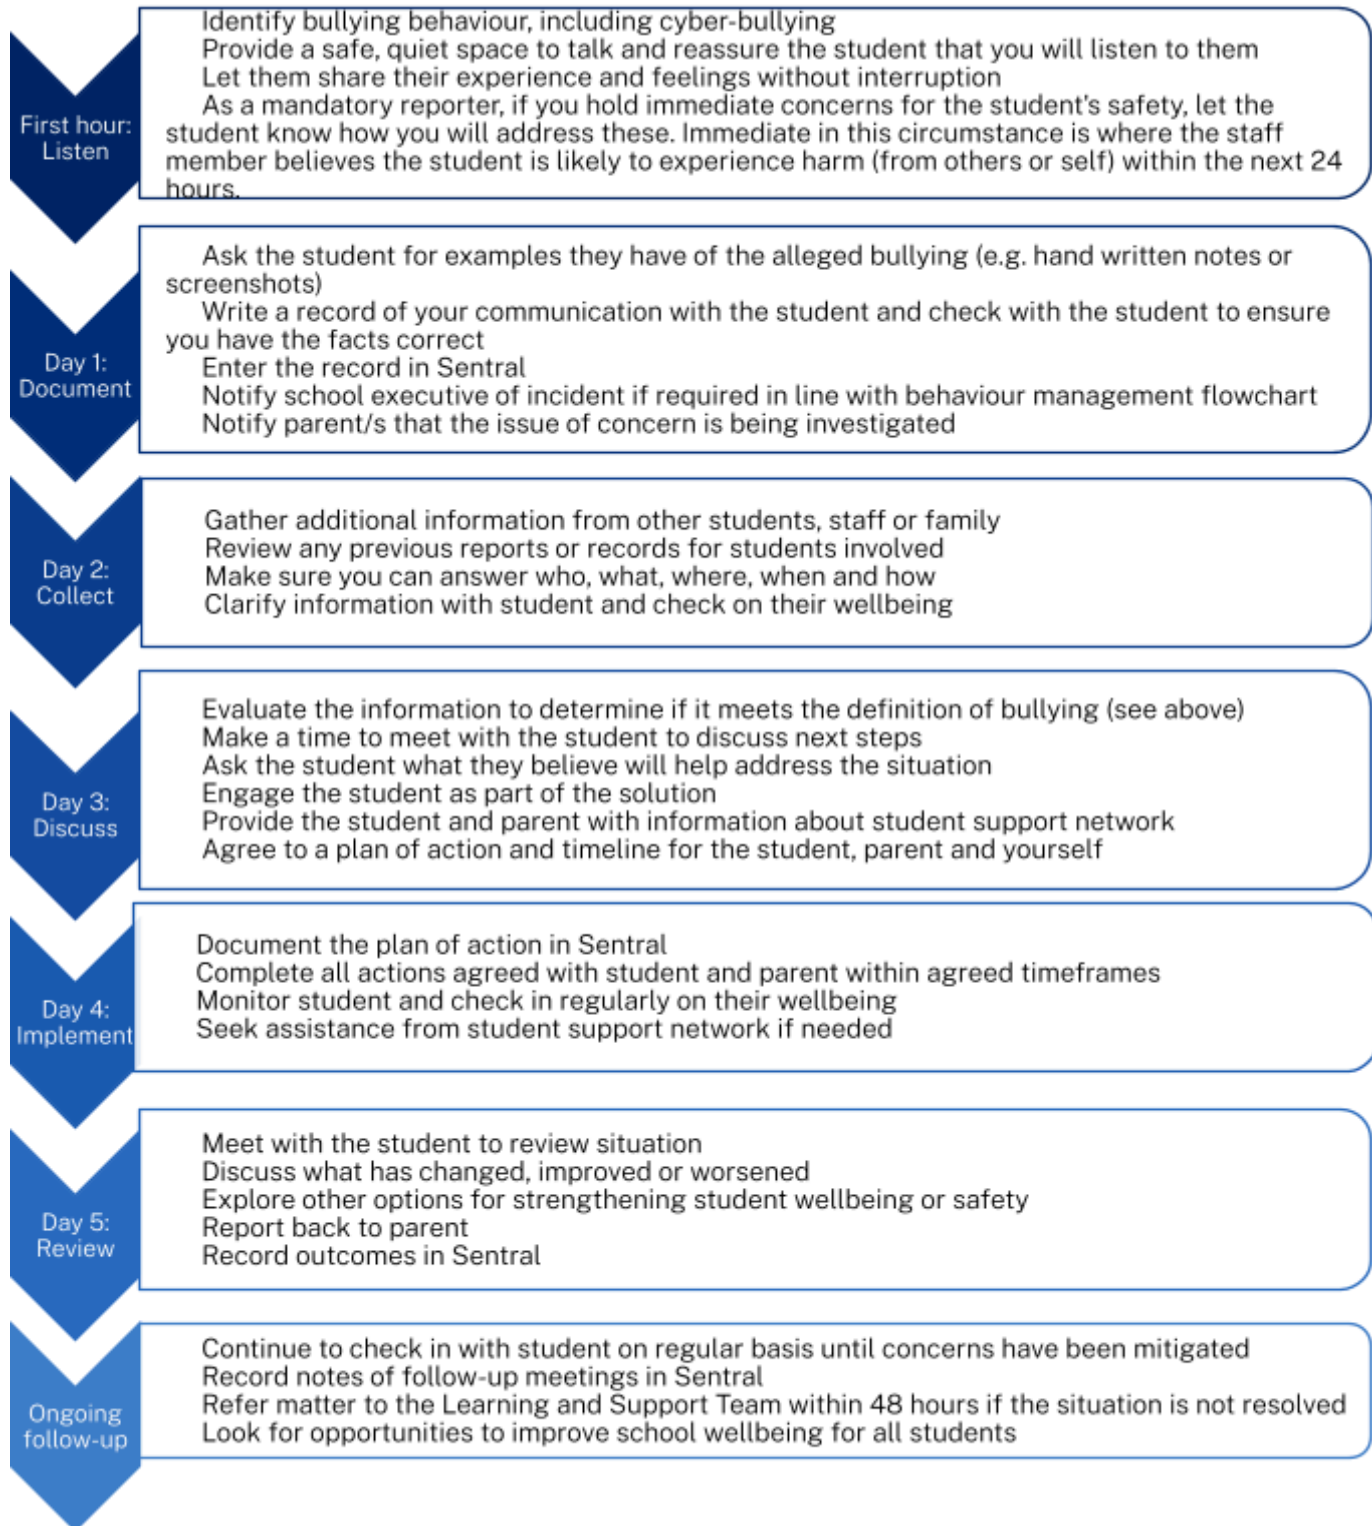 First hour:
Listen
Identify bullying behaviour, including cyber-bullying
Provide a safe, quiet space to talk and reassure the student that you will listen to them
Let them share their experience and feelings without interruption
As a mandatory reporter, if you hold immediate concerns for the student's safety, let the
student know how you will address these. Immediate in this circumstance is where the staff
member believes the student is likely to experience harm (from others or self) within the next 24
hours.
Day 1:
Document
Ask the student for examples they have of the alleged bullying (e.g. hand written notes or
screenshots)
Write a record of your communication with the student and check with the student to ensure
you have the facts correct
Enter the record in Sentral
Notify school executive of incident if required in line with behaviour management flowchart
Notify parent/s that the issue of concern is being investigated
Day 2:
Collect
Gather additional information from other students, staff or family
Review any previous reports or records for students involved
Make sure you can answer who, what, where, when and how
Clarify information with student and check on their wellbeing
Day 3:
Discuss
Evaluate the information to determine if it meets the definition of bullying (see above)
Make a time to meet with the student to discuss next steps
Ask the student what they believe will help address the situation
Engage the student as part of the solution
Provide the student and parent with information about student support network
Agree to a plan of action and timeline for the student, parent and yourself
Day 4:
Implement
Document the plan of action in Sentral
Complete all actions agreed with student and parent within agreed timeframes
Monitor student and check in regularly on their wellbeing
Seek assistance from student support network if needed
Day 5:
Review
Meet with the student to review situation
Discuss what has changed, improved or worsened
Explore other options for strengthening student wellbeing or safety
Report back to parent
Record outcomes in Sentral
Ongoing
follow-up
Continue to check in with student on regular basis until concerns have been mitigated
Record notes of follow-up meetings in Sentral
Refer matter to the Learning and Support Team within 48 hours if the situation is not resolved
Look for opportunities to improve school wellbeing for all students